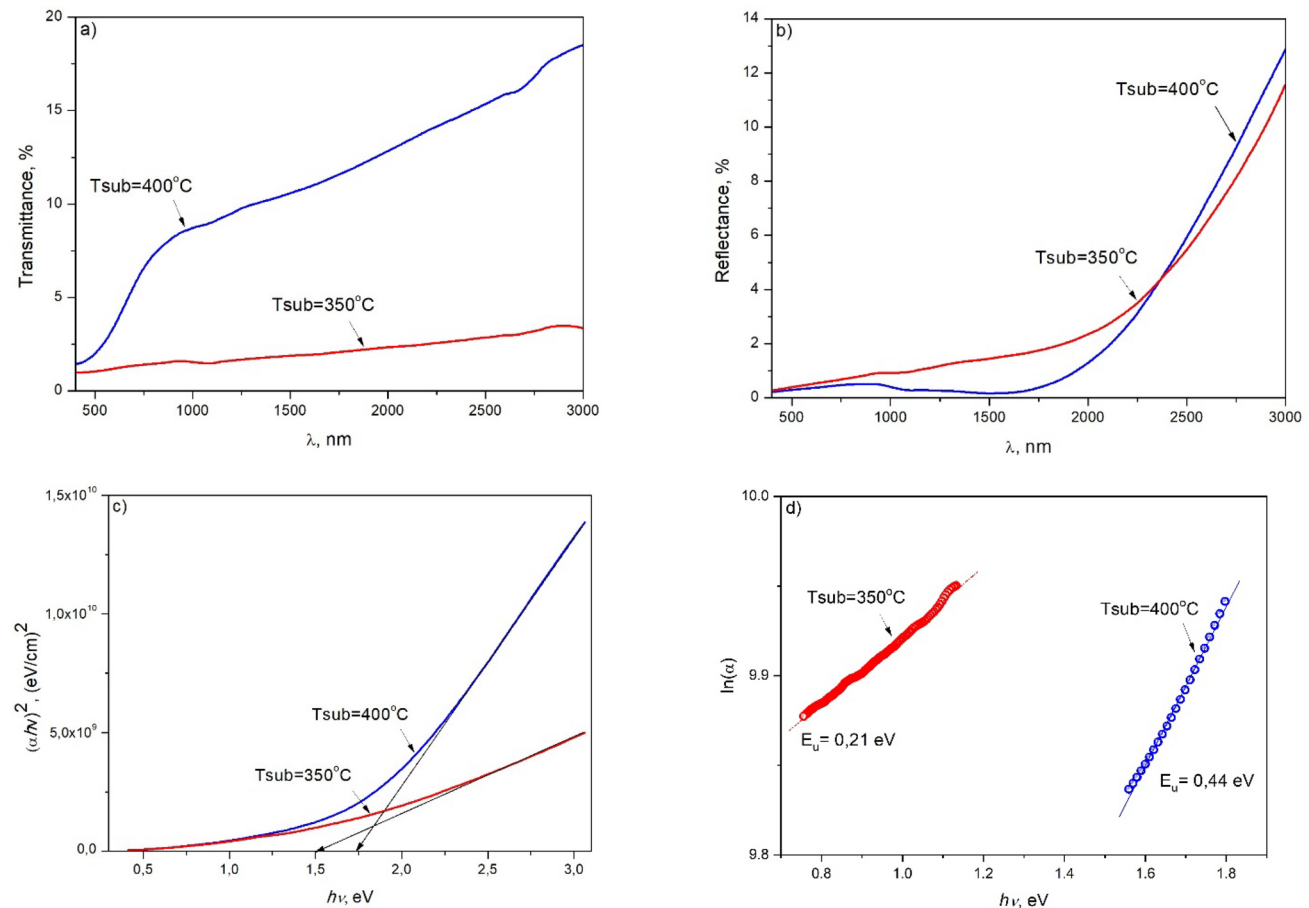 a)
20
15
10
5
0
Transmittance, %
Tsub=400°C
Tsub=350°C
500 1000 1500 2000 2500 3000
λ, nm
b)
14
12
10
8
6
4
2
0
Reflectance, %
Tsub=400°C
Tsub=350°C
500 1000 1500 2000 2500 3000
λ, nm
c)
1,5x10¹⁰
1,0x10¹⁰
5,0x10⁹
0,0
(αhν)², (eV/cm)²
Tsub=400°C
Tsub=350°C
0,5 1,0 1,5 2,0 2,5 3,0
hν, eV
d)
10.0
9.9
9.8
ln(α)
Tsub=350°C
Tsub=400°C
Eᵤ= 0,21 eV
Eᵤ= 0,44 eV
0.8 1.0 1.2 1.4 1.6 1.8
hν, eV